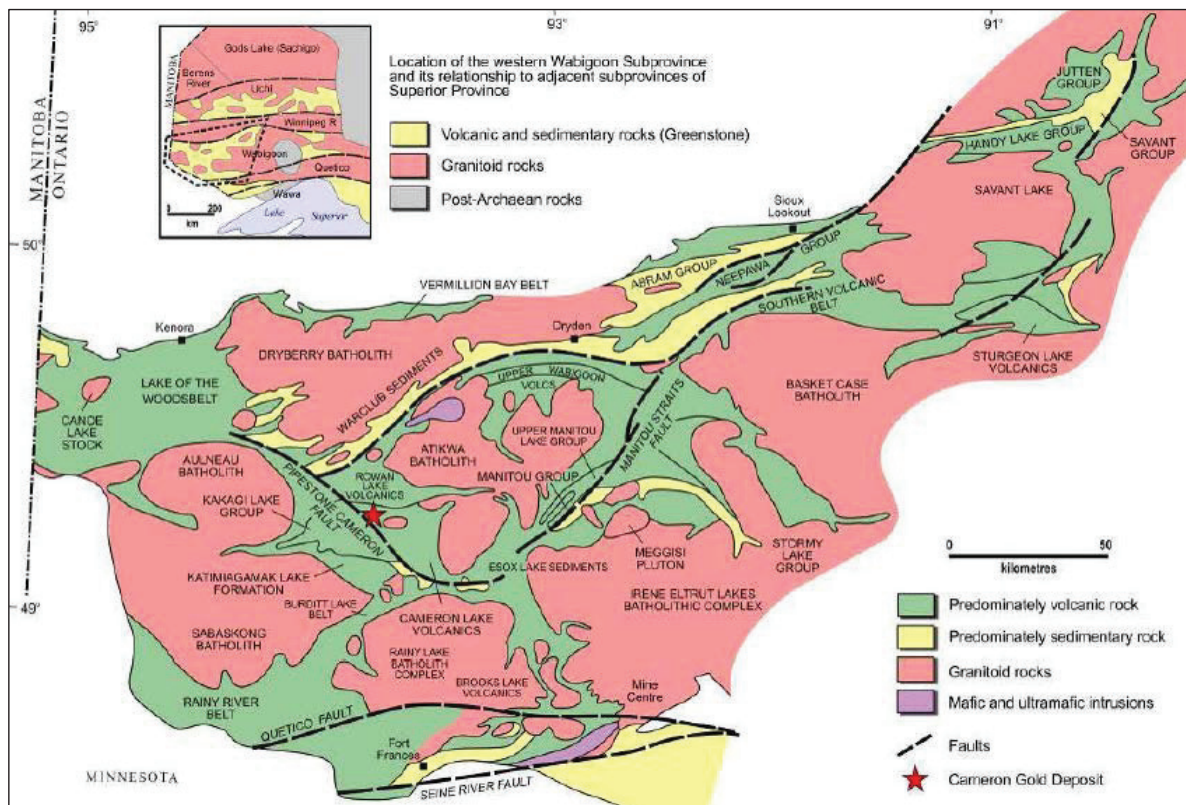 95°
93°
91°
MANITOBA
ONTARIO
Gods Lake (Sachigo)
Berens
River
MANITOBA
Uchi
Winnipeg R
Wabigoon
Quetico
Wawa
Lake Superior
0 200
km
Location of the western Wabigoon Subprovince
and its relationship to adjacent subprovinces of
Superior Province
Volcanic and sedimentary rocks (Greenstone)
Granitoid rocks
Post-Archaean rocks
JUTTEN
GROUP
HANDY LAKE GROUP
SAVANT
GROUP
SAVANT LAKE
Sioux
Lookout
50°
ABRAM GROUP
NEEPAWA
GROUP
VERMILLION BAY BELT
SOUTHERN VOLCANIC
BELT
Kenora
Dryden
DRYBERRY BATHOLITH
STURGEON LAKE
VOLCANICS
LAKE OF THE
WOODSBELT
WARCLUB SEDIMENTS
UPPER WABIGOON
VOLCS
BASKET CASE
BATHOLITH
CANOE
LAKE
STOCK
UPPER MANITOU
LAKE GROUP
MANITOU STRAITS
FAULT
AULNEAU
BATHOLITH
ATIKWA
BATHOLITH
PIPESTONE CAMERON
FAULT
ROWAN
LAKE
VOLCANICS
MANITOU GROUP
KAKAGI LAKE
GROUP
MEGGISI
PLUTON
STORMY
LAKE
GROUP
ESOX LAKE SEDIMENTS
KATIMIAGAMAK LAKE
FORMATION
IRENE ELTRUT LAKES
BATHOLITHIC COMPLEX
49°
BURDITT LAKE
BELT
CAMERON LAKE
VOLCANICS
SABASKONG
BATHOLITH
RAINY LAKE
BATHOLITH
COMPLEX
BROOKS LAKE
VOLCANICS
Mine
Centre
RAINY RIVER
BELT
QUETICO FAULT
Fort
Frances
MINNESOTA
SEINE RIVER FAULT
0 50
kilometres
Predominately volcanic rock
Predominately sedimentary rock
Granitoid rocks
Mafic and ultramafic intrusions
Faults
Cameron Gold Deposit